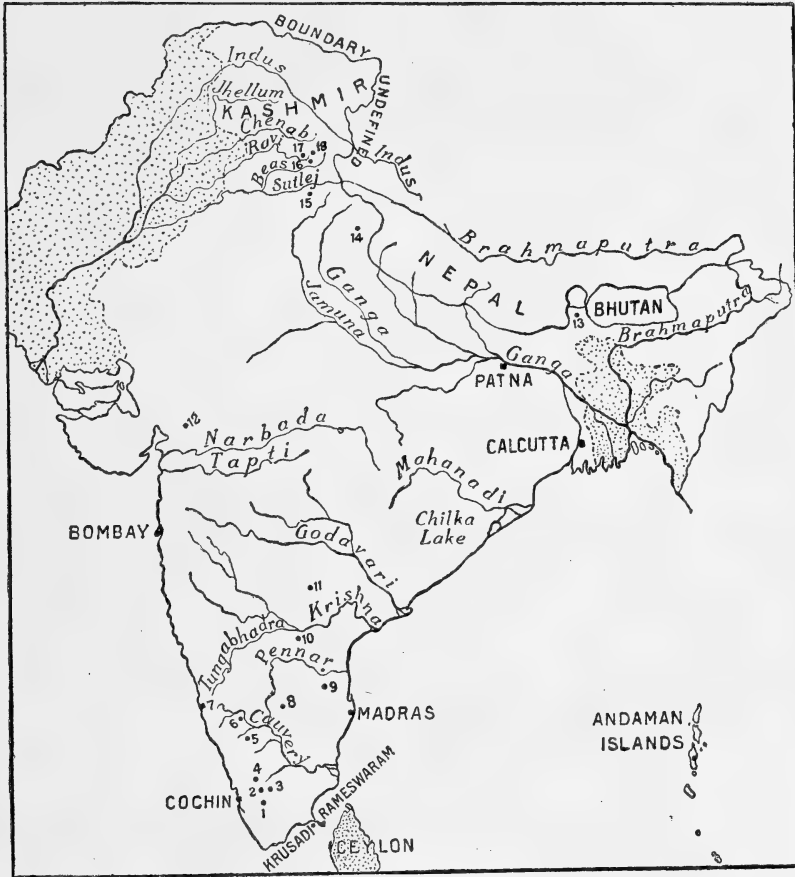 BOUNDARY
UNDEFINED
Indus
Jhellum
KASHMIR
Chenab
Ravi
17
18
16
Beas
Indus
Sutlej
15
14
Brahmaputra
NEPAL
Ganga
Jamuna
BHUTAN
13
Brahmaputra
Ganga
PATNA
12
Narbada
Tapti
CALCUTTA
Mahanadi
Chilka
Lake
BOMBAY
Godavari
11
Krishna
Tungabhadra
10
Pennar
9
7
8
MADRAS
6
Cauvery
5
ANDAMAN
ISLANDS
4
2
3
COCHIN
1
KRUSADI
RAMESWARAM
CEYLON